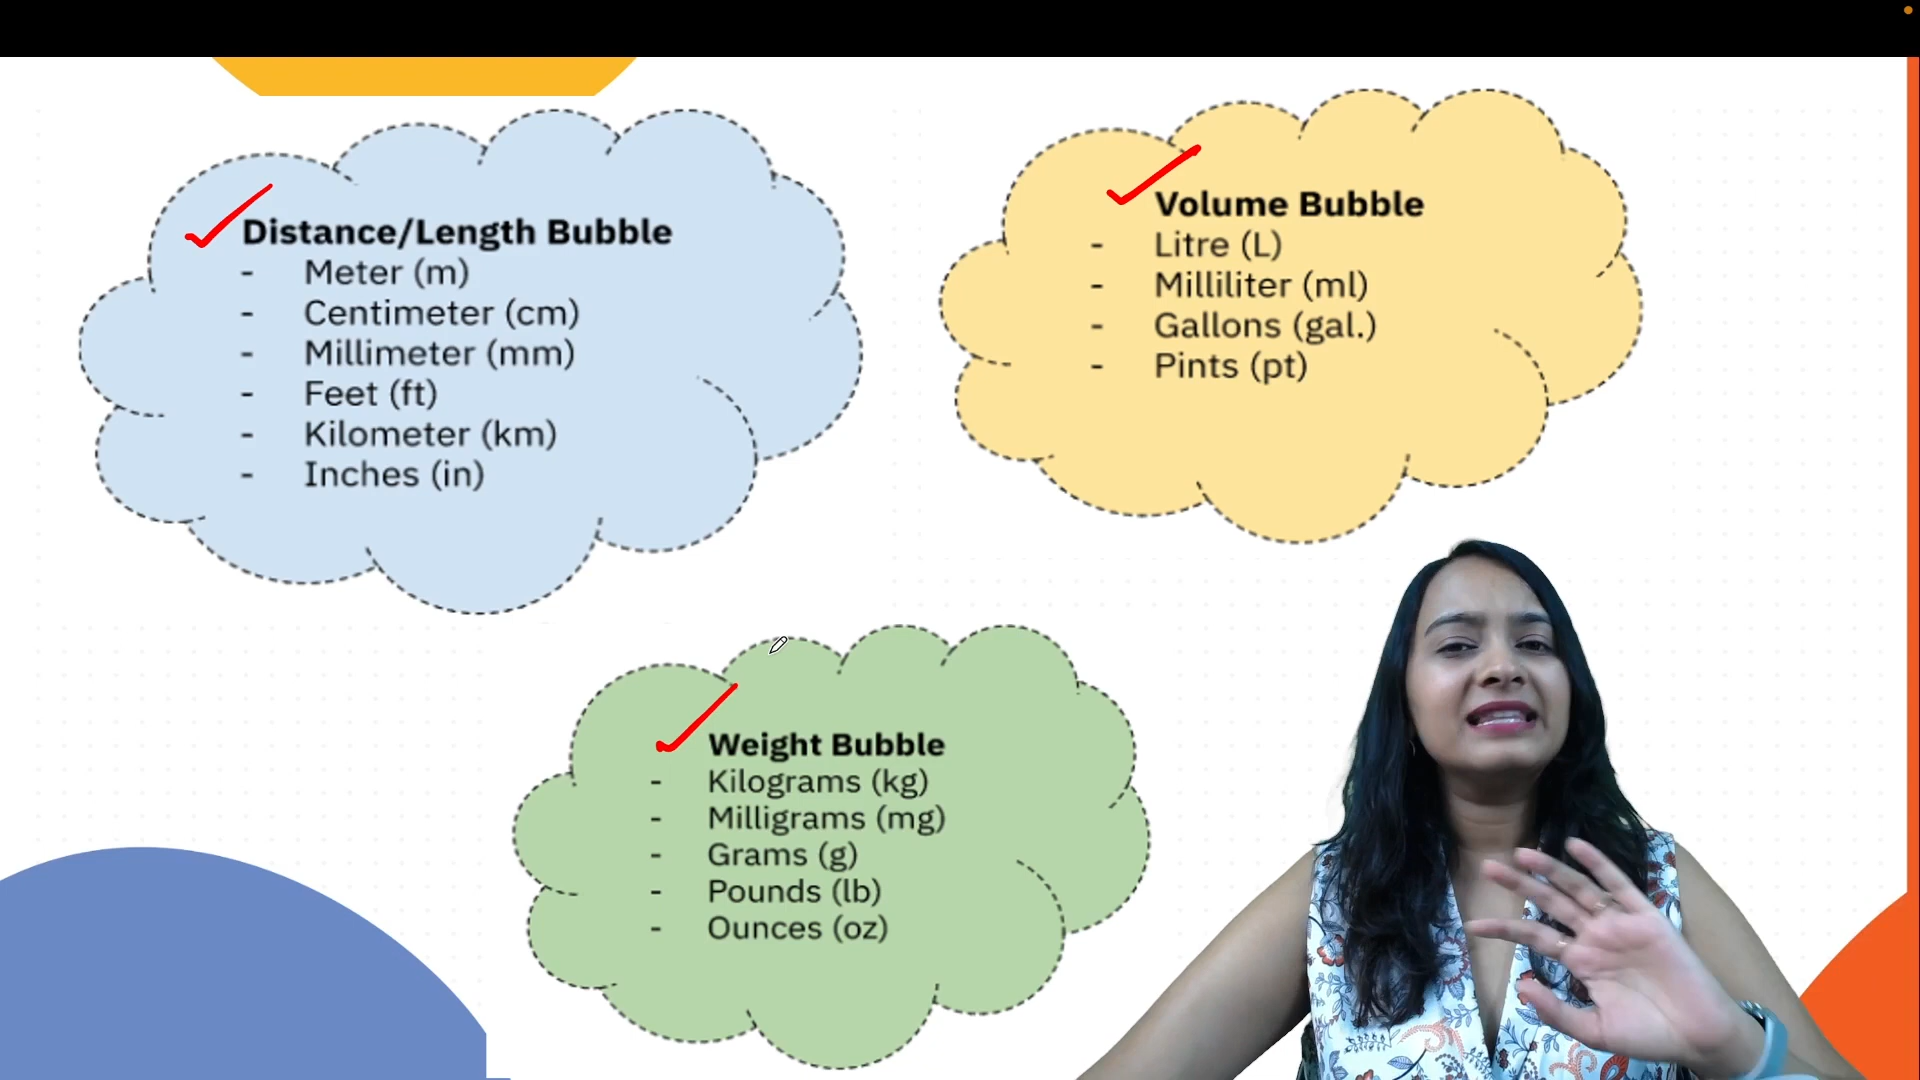 Distance/Length Bubble
- Meter (m)
- Centimeter (cm)
- Millimeter (mm)
- Feet (ft)
- Kilometer (km)
- Inches (in)
Volume Bubble
- Litre (L)
- Milliliter (ml)
- Gallons (gal.)
- Pints (pt)
Weight Bubble
- Kilograms (kg)
- Milligrams (mg)
- Grams (g)
- Pounds (lb)
- Ounces (oz)